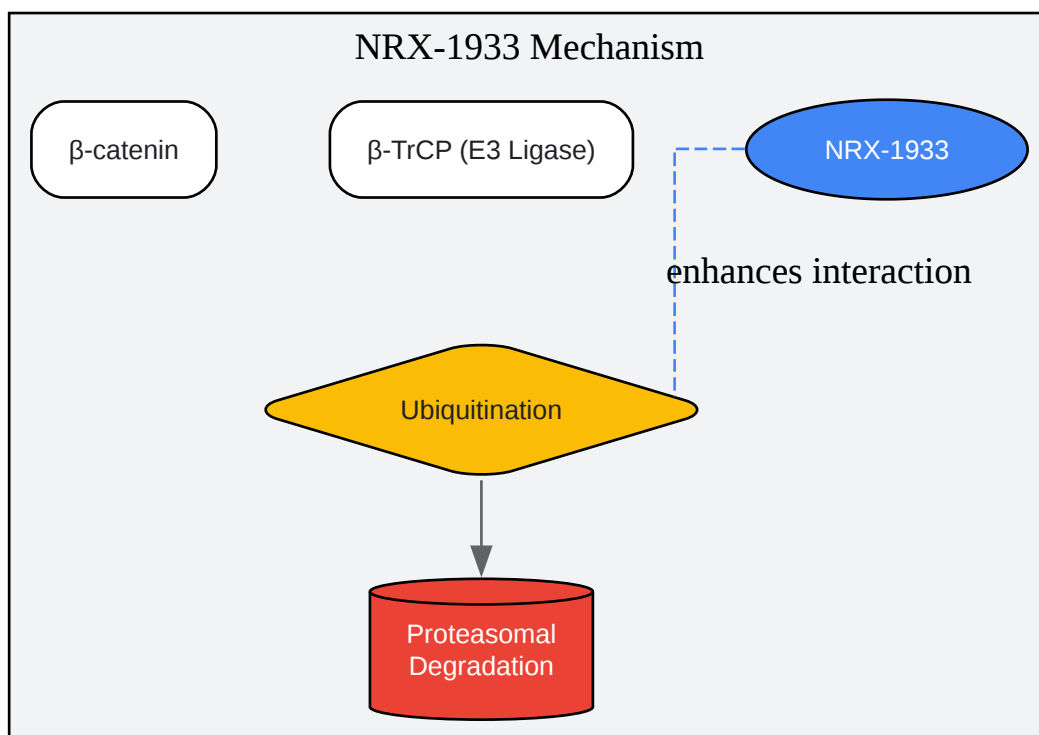 NRX-1933 Mechanism
β-catenin
β-TrCP (E3 Ligase)
NRX-1933
enhances interaction
Ubiquitination
Proteasomal
Degradation